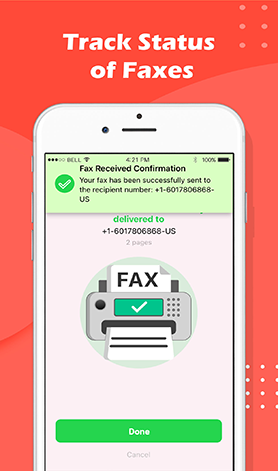 Track Status
of Faxes
BELL
4:21 PM
100%
Fax Received Confirmation
Your fax has been successfully sent to
the recipient number: +1-6017806868-
US
delivered to
+1-6017806868-US
2 pages
FAX
Done
Cancel